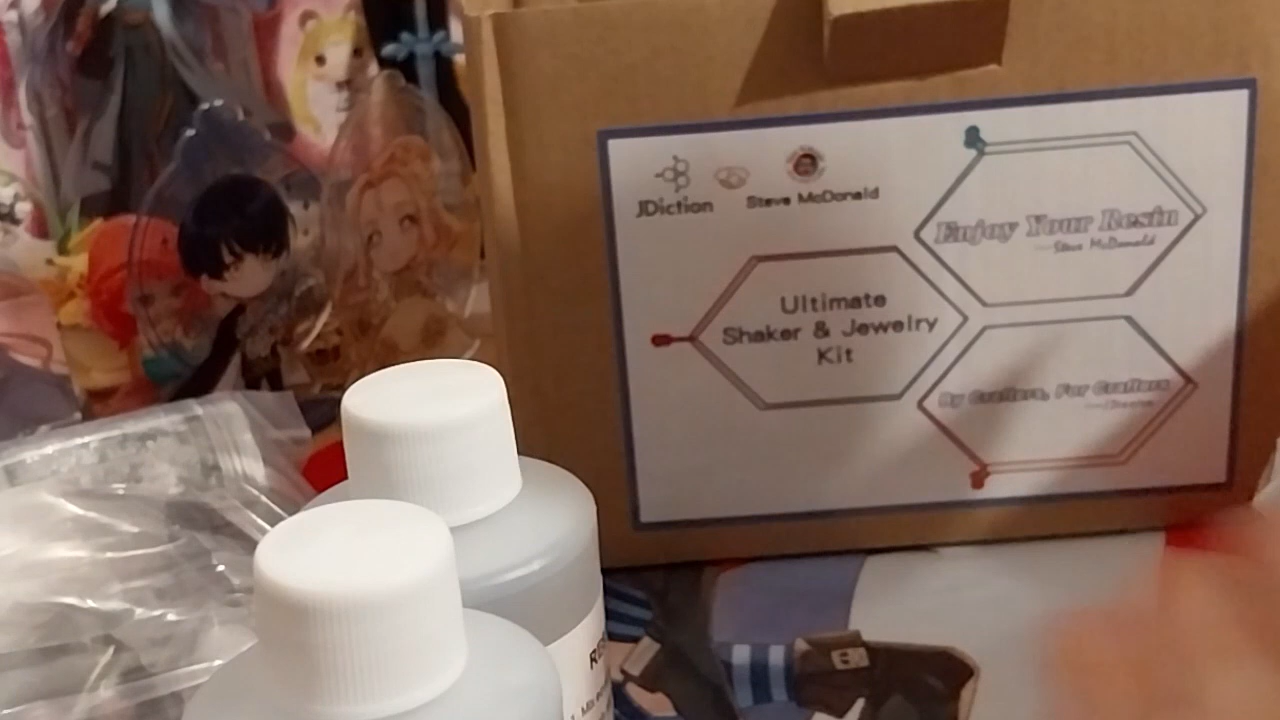 JDiction
Steve McDonald
Enjoy Your Resin
Steve McDonald
Ultimate
Shaker & Jewelry
Kit
By Crafters, For Crafters